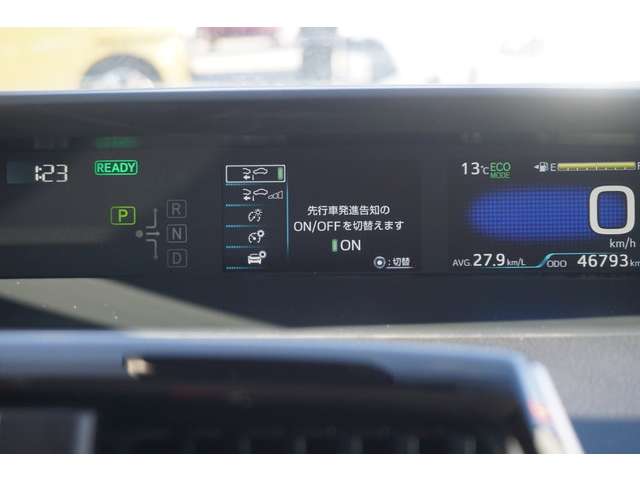 1:23
READY
P
R
N
D
先行車発進告知の
ON/OFFを切替えます
ON
:切替
13℃
ECO
MODE
E
0
km/h
AVG. 27.9 km/L
ODO 46793 km